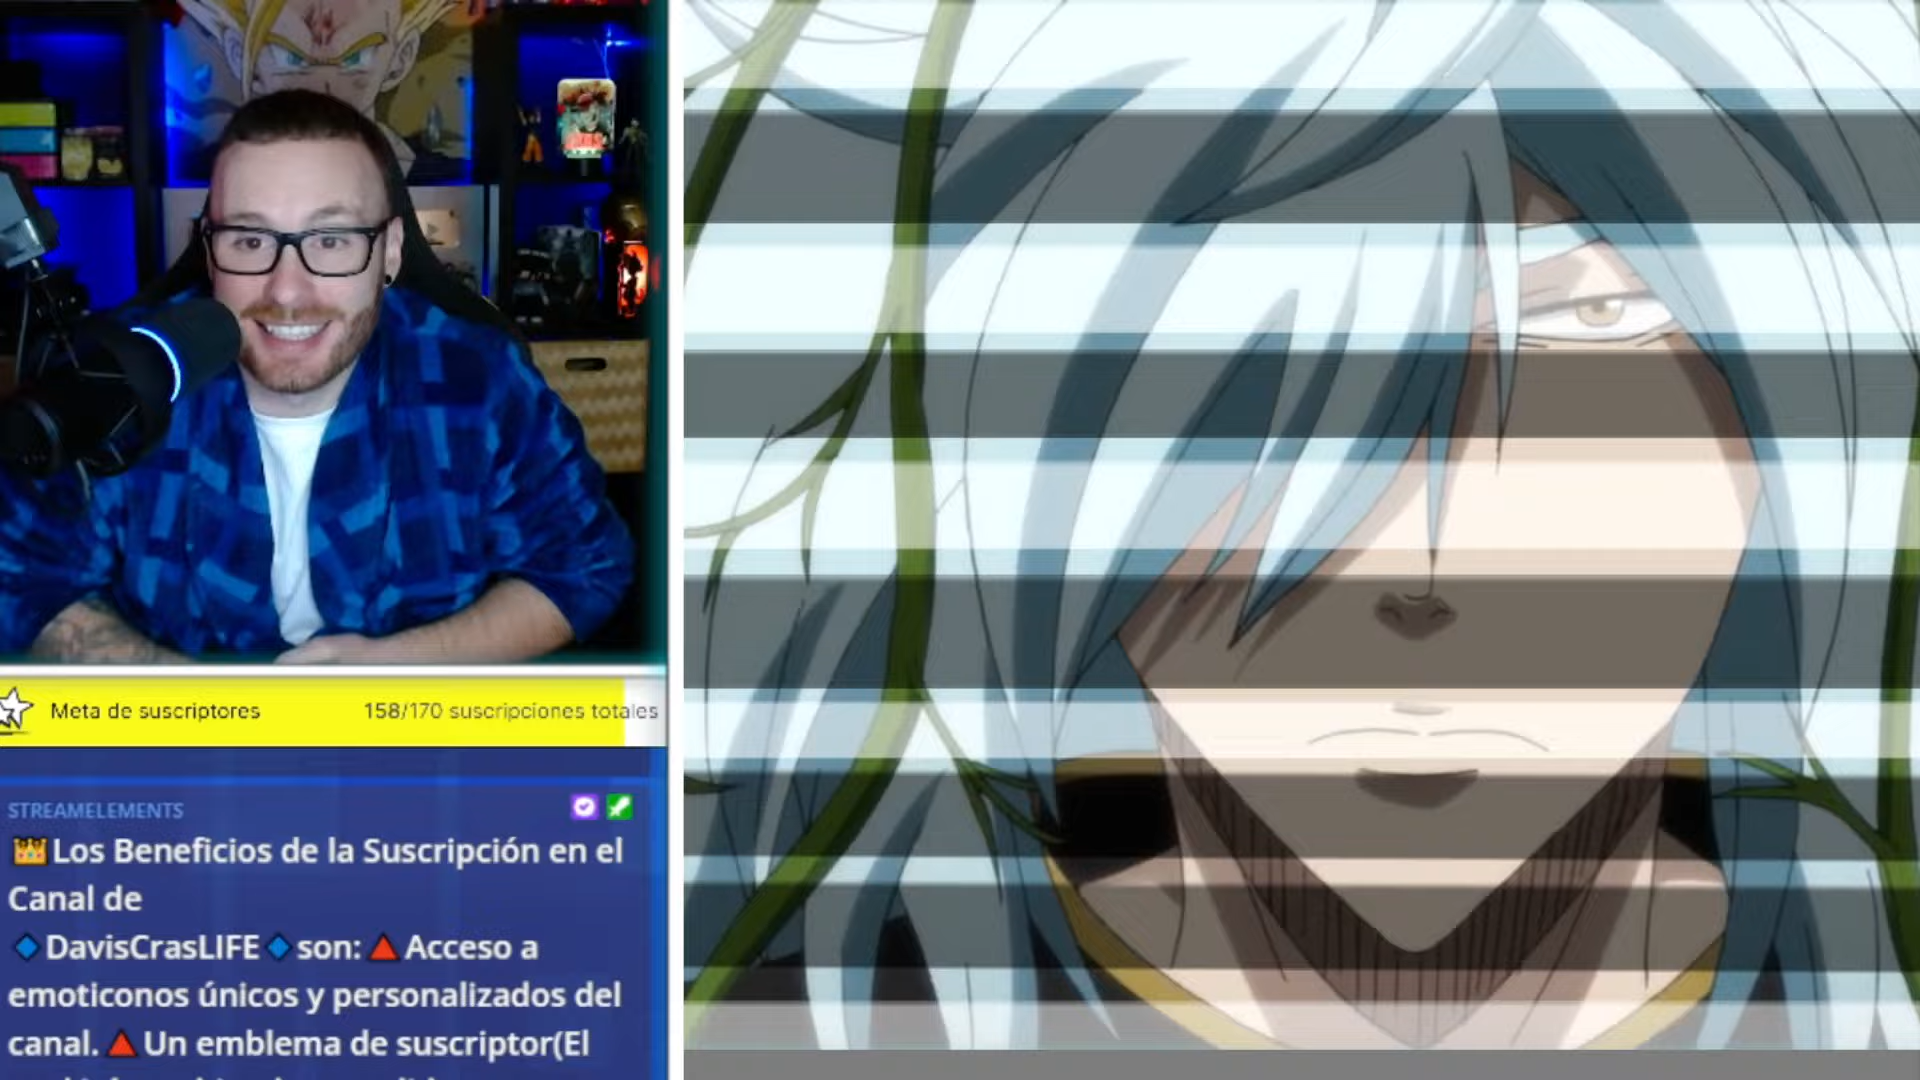 Meta de suscriptores 158/170 suscripciones totales
STREAMELEMENTS
Los Beneficios de la Suscripción en el
Canal de
DavisCrasLIFE son: Acceso a
emoticonos únicos y personalizados del
canal. Un emblema de suscriptor(El